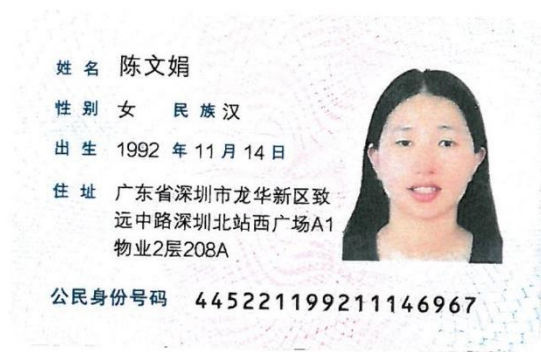 姓名 陈文娟
性别 女 民族 汉
出生 1992 年 11 月 14 日
住址 广东省深圳市龙华新区致
远中路深圳北站西广场A1
物业2层208A
公民身份号码 445221199211146967